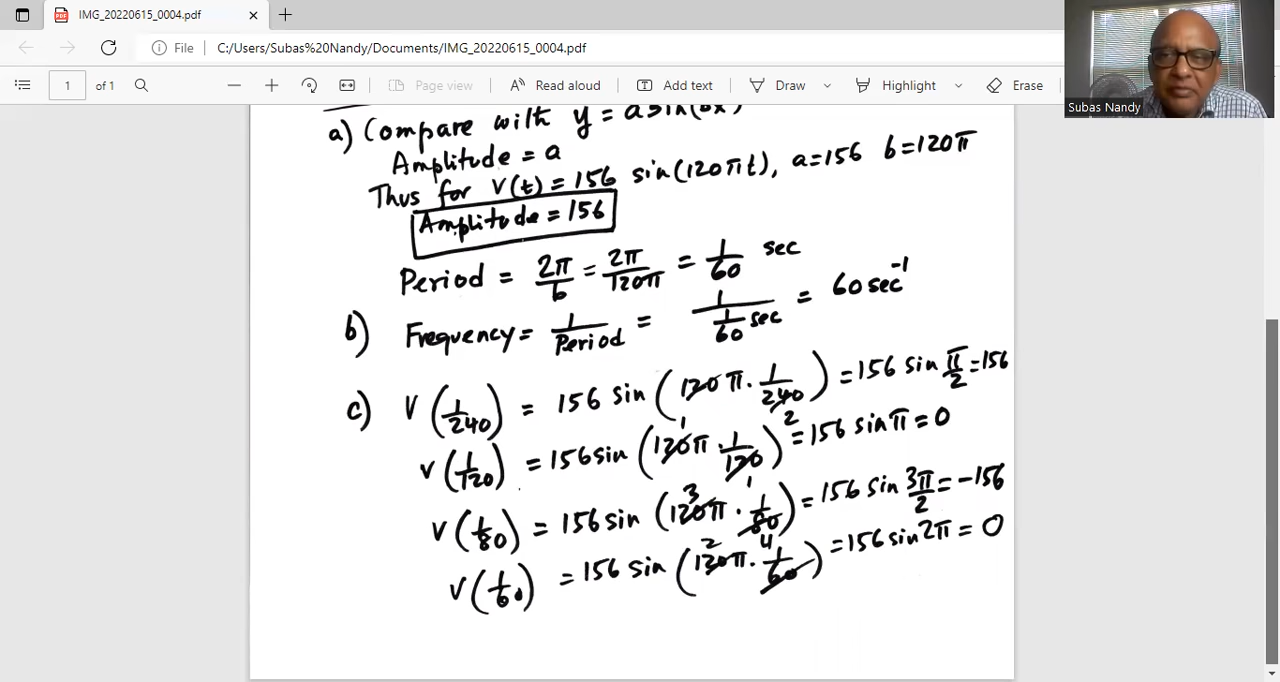 IMG_20220615_0004.pdf
File C:/Users/Subas%20Nandy/Documents/IMG_20220615_0004.pdf
1 of 1 Page view Read aloud Add text Draw Highlight Erase
Subas Nandy
a) Compare with y = a sin(bx)
Amplitude = a
Thus for V(t) = 156 sin(120πt), a=156 b=120π
Amplitude = 156
Period = 2π/b = 2π/120π = 1/60 sec
b) Frequency = 1/Period = 1/(1/60 sec) = 60 sec⁻¹
c) V(1/240) = 156 sin(120π · 1/240) = 156 sin π/2 = 156
V(1/120) = 156 sin(120π · 1/120) = 156 sin π = 0
V(1/80) = 156 sin(120π · 1/80) = 156 sin 3π/2 = -156
V(1/60) = 156 sin(120π · 1/60) = 156 sin 2π = 0